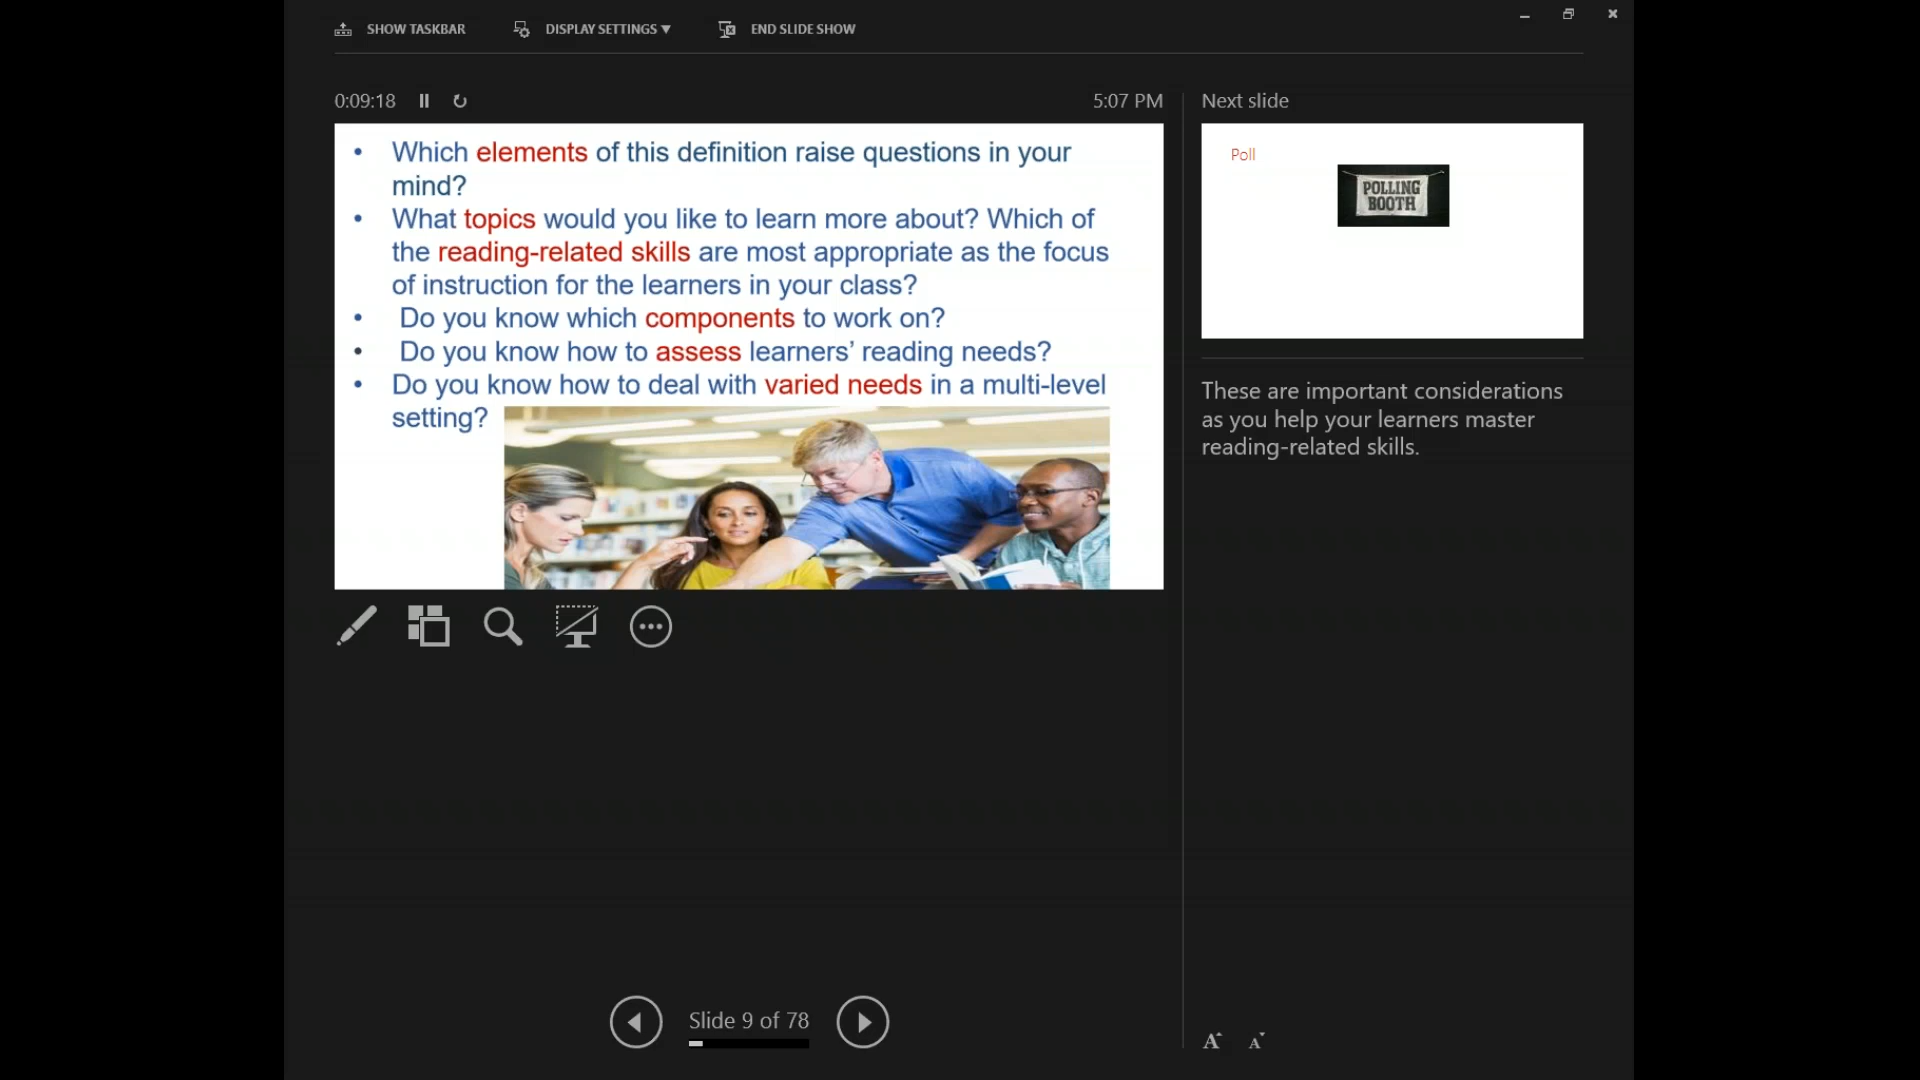 SHOW TASKBAR
DISPLAY SETTINGS ▼
END SLIDE SHOW
0:09:18
5:07 PM
• Which elements of this definition raise questions in your
mind?
• What topics would you like to learn more about? Which of
the reading-related skills are most appropriate as the focus
of instruction for the learners in your class?
• Do you know which components to work on?
• Do you know how to assess learners’ reading needs?
• Do you know how to deal with varied needs in a multi-level
setting?
Slide 9 of 78
Next slide
Poll
POLLING
BOOTH
These are important considerations
as you help your learners master
reading-related skills.
A
A